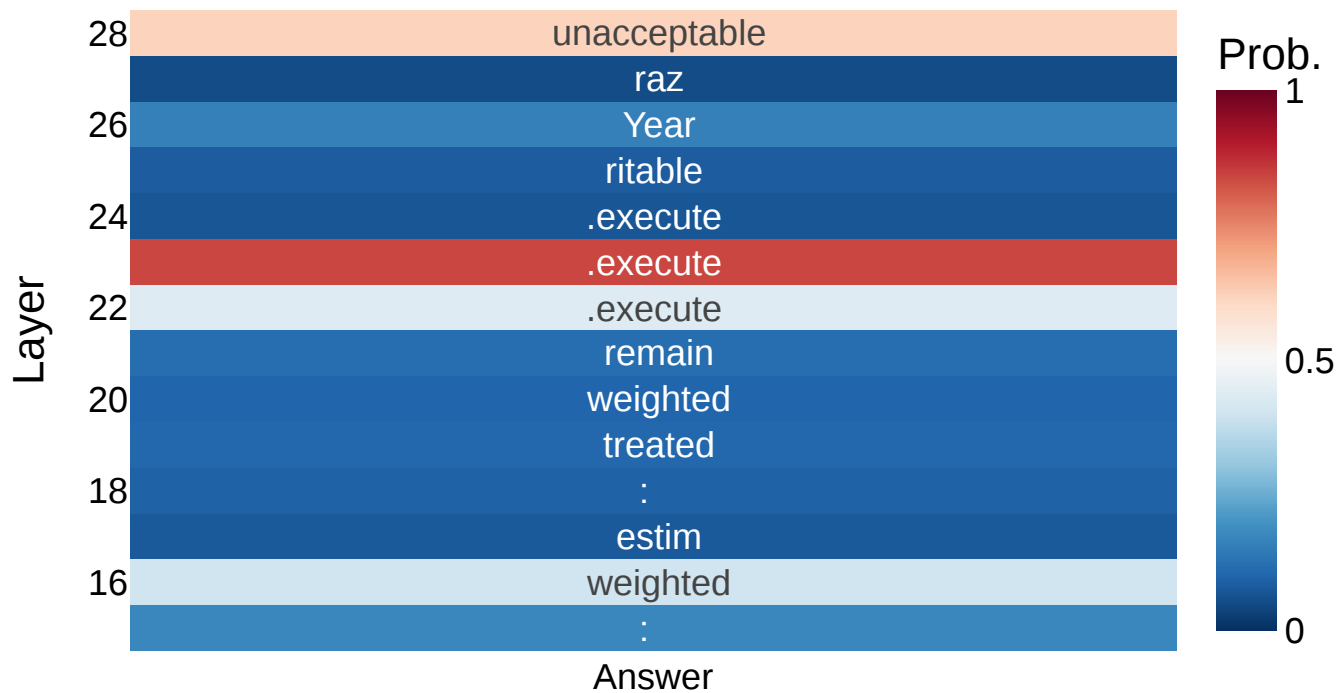 28 unacceptable
raz
26 Year
ritable
24 .execute
.execute
22 .execute
remain
20 weighted
treated
18 :
estim
16 weighted
:
Answer
Layer
Prob.
1
0.5
0